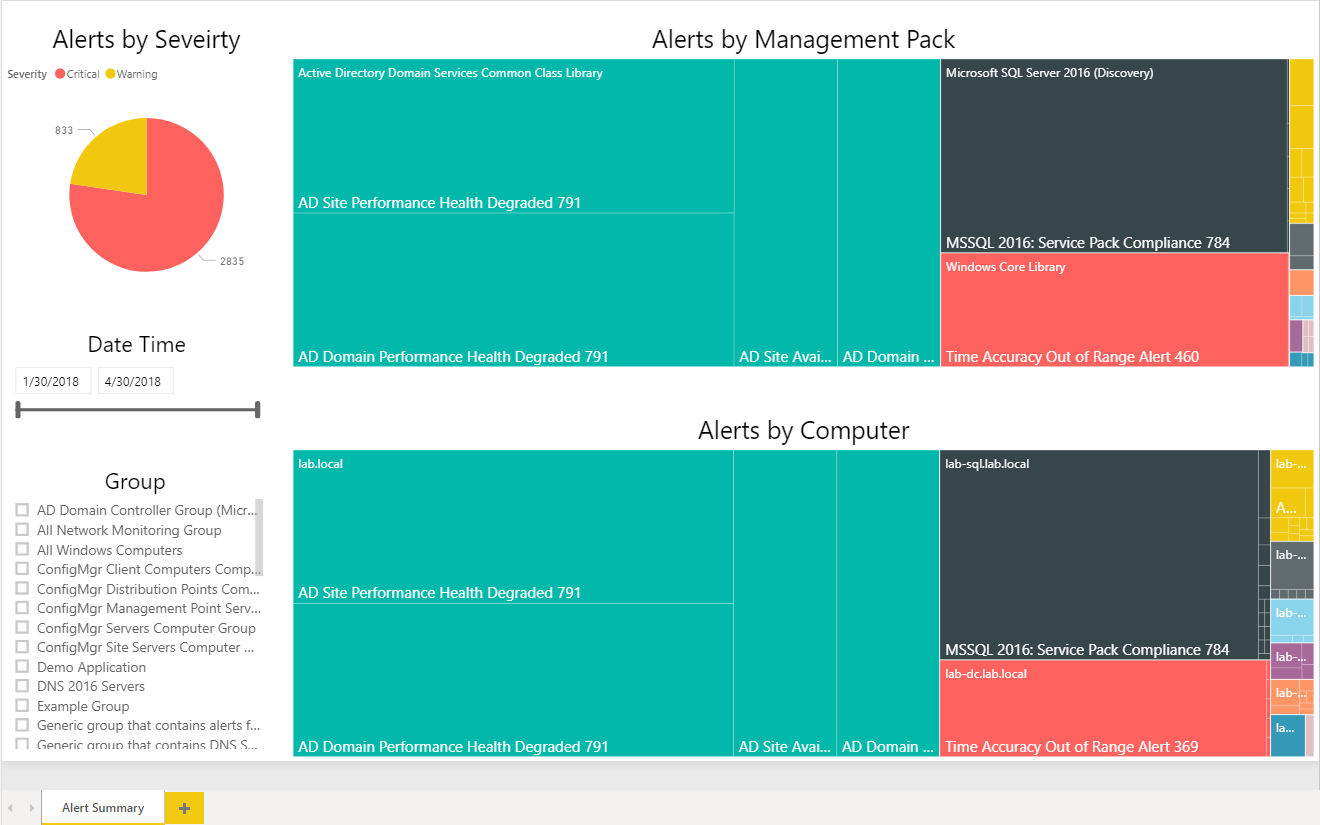 Alerts by Seveirty
Severity Critical Warning
833
2835
Date Time
1/30/2018 4/30/2018
Group
AD Domain Controller Group (Micr...
All Network Monitoring Group
All Windows Computers
ConfigMgr Client Computers Comp...
ConfigMgr Distribution Points Com...
ConfigMgr Management Point Serv...
ConfigMgr Servers Computer Group
ConfigMgr Site Servers Computer ...
Demo Application
DNS 2016 Servers
Example Group
Generic group that contains alerts f...
Generic group that contains DNS S...
Alerts by Management Pack
Active Directory Domain Services Common Class Library
AD Site Performance Health Degraded 791
AD Domain Performance Health Degraded 791
AD Site Avai...
AD Domain ...
Microsoft SQL Server 2016 (Discovery)
MSSQL 2016: Service Pack Compliance 784
Windows Core Library
Time Accuracy Out of Range Alert 460
Alerts by Computer
lab.local
AD Site Performance Health Degraded 791
AD Domain Performance Health Degraded 791
AD Site Avai...
AD Domain ...
lab-sql.lab.local
MSSQL 2016: Service Pack Compliance 784
lab-dc.lab.local
Time Accuracy Out of Range Alert 369
lab-...
A...
lab-...
lab-...
lab-...
lab-...
la...
Alert Summary +